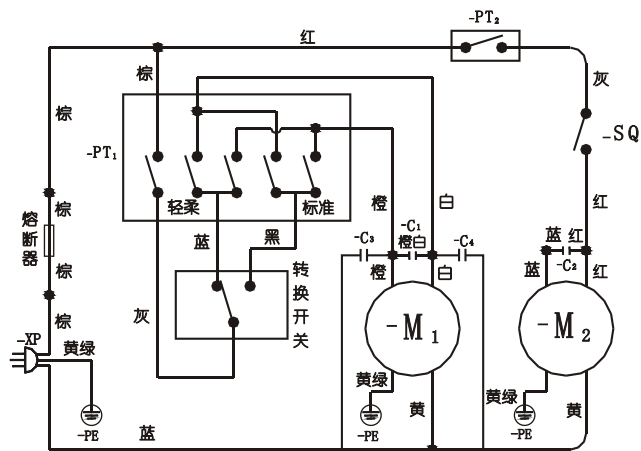 -PT₂
红
棕
灰
棕
-PT₁
-SQ
轻柔
标准
橙
白
红
棕
熔断器
蓝
黑
-C₁
蓝 红
-C₃
橙白
-C₄
-C₂
棕
转换开关
橙
白
蓝
红
灰
棕
-XP
黄绿
-M₁
-M₂
黄绿
黄
黄绿
黄
-PE
蓝
-PE
-PE